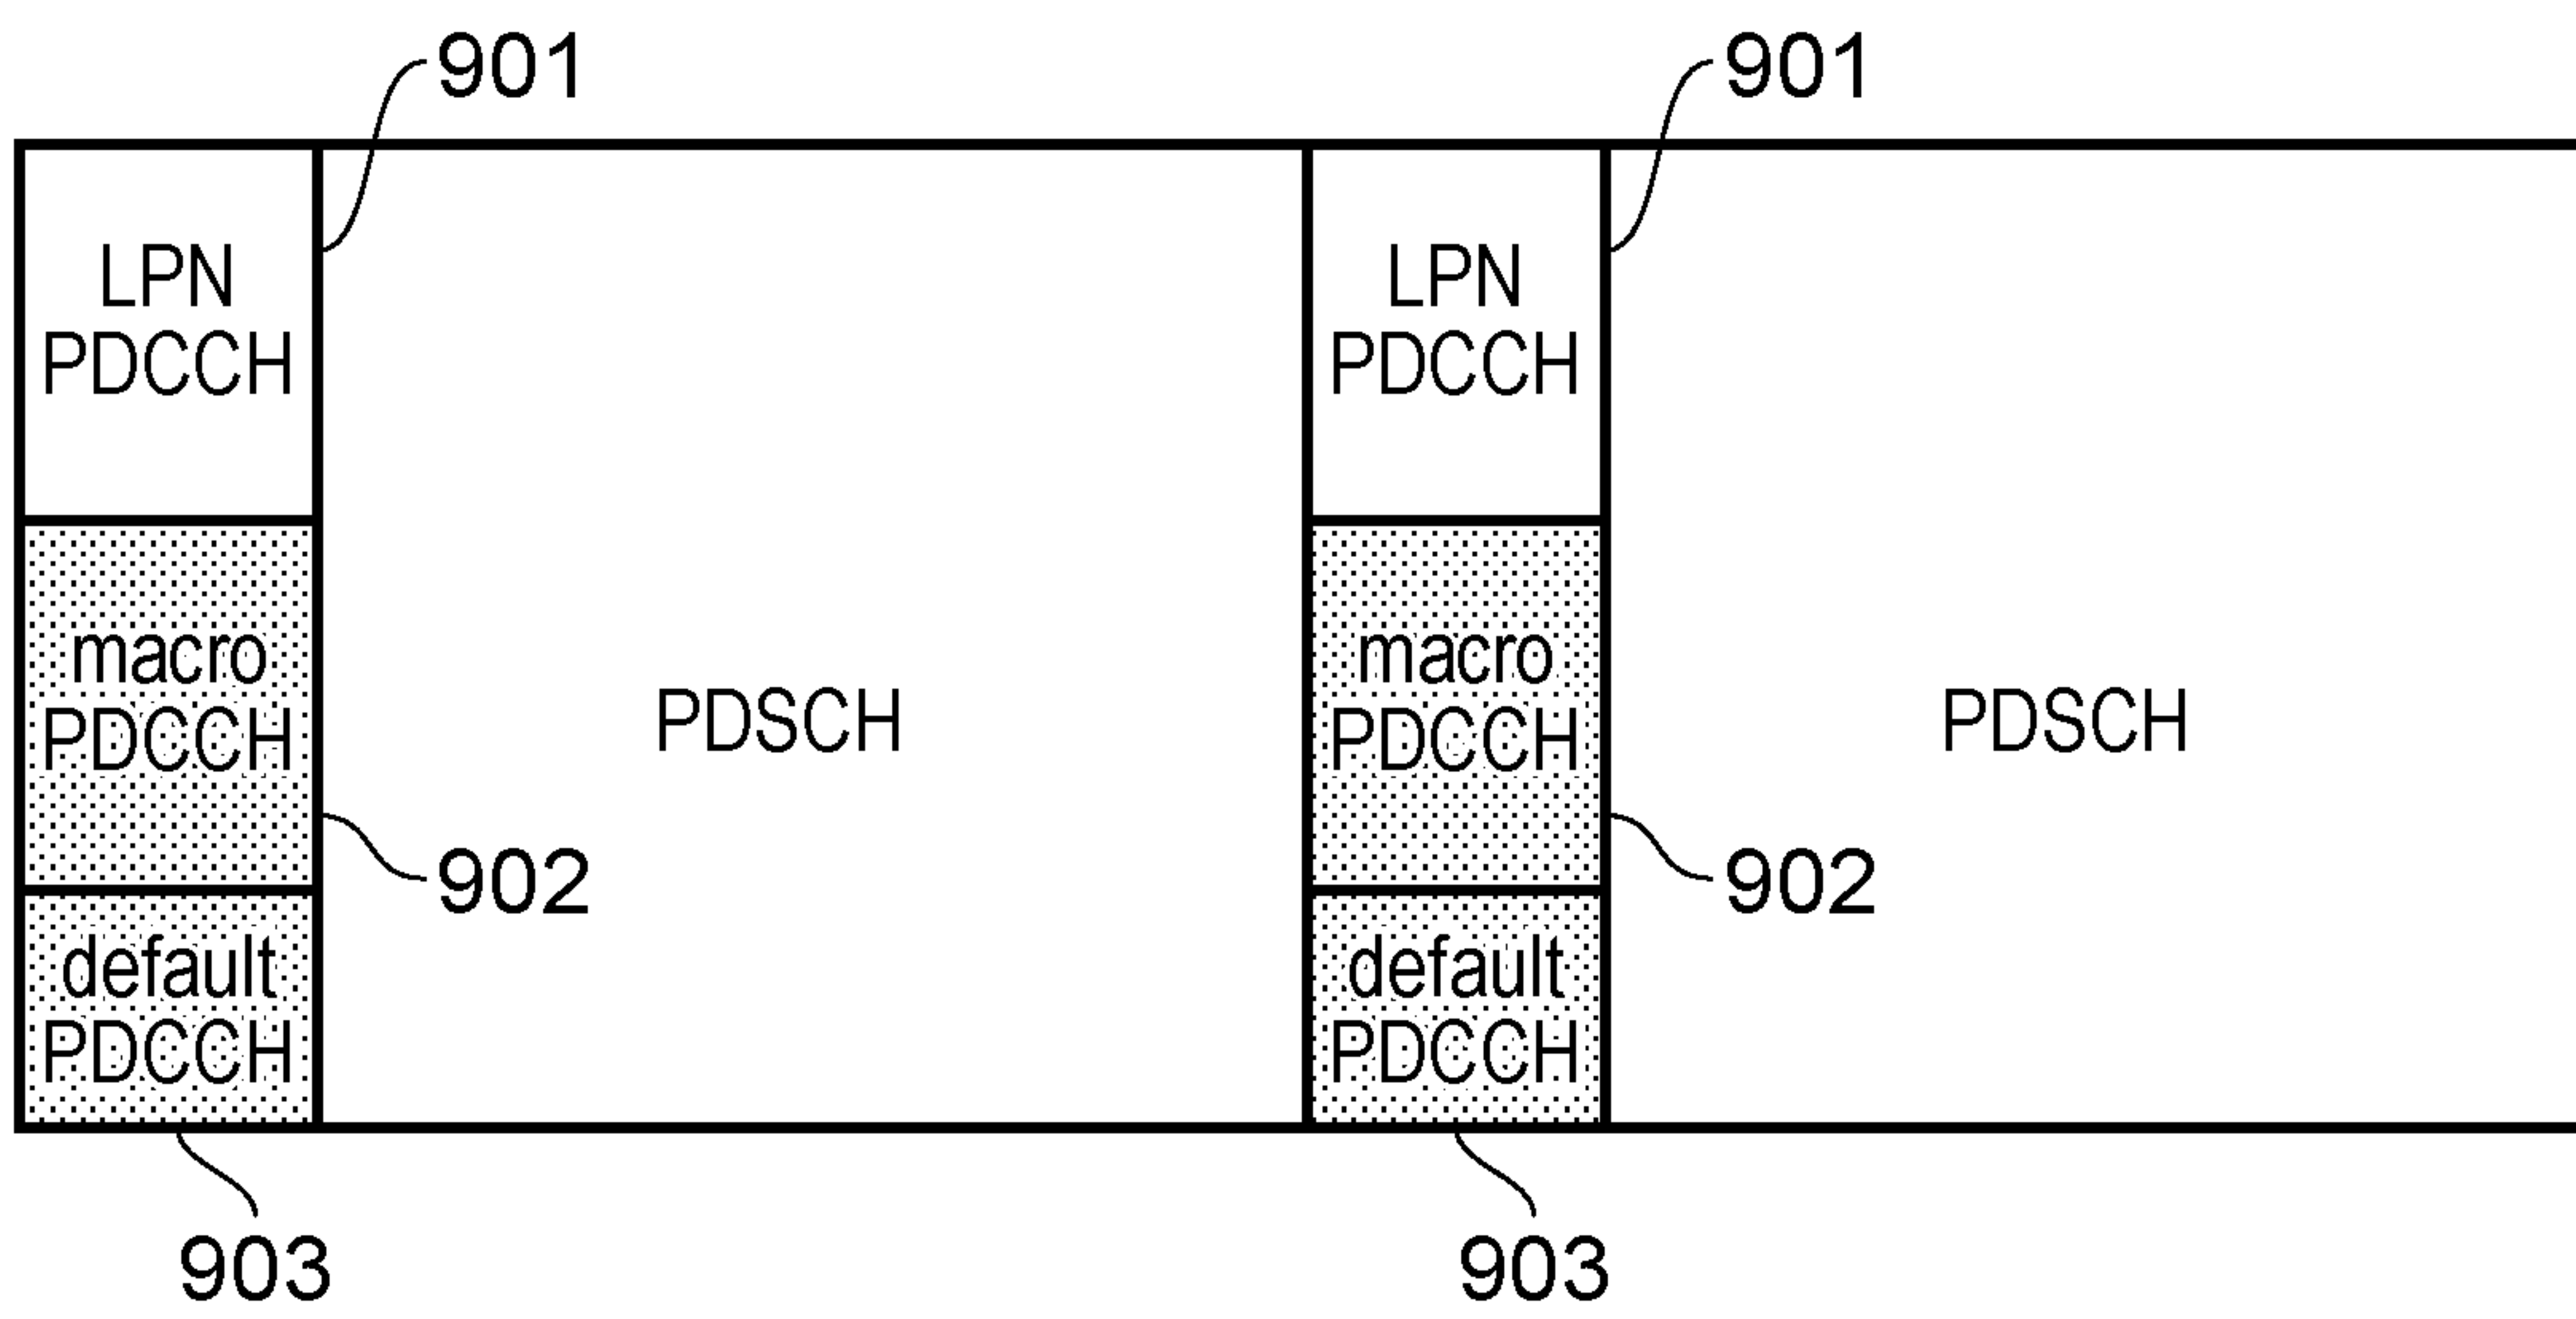 901
901
LPN
PDCCH
LPN
PDCCH
macro
PDCCH
PDSCH
macro
PDCCH
PDSCH
902
902
default
PDCCH
default
PDCCH
903
903